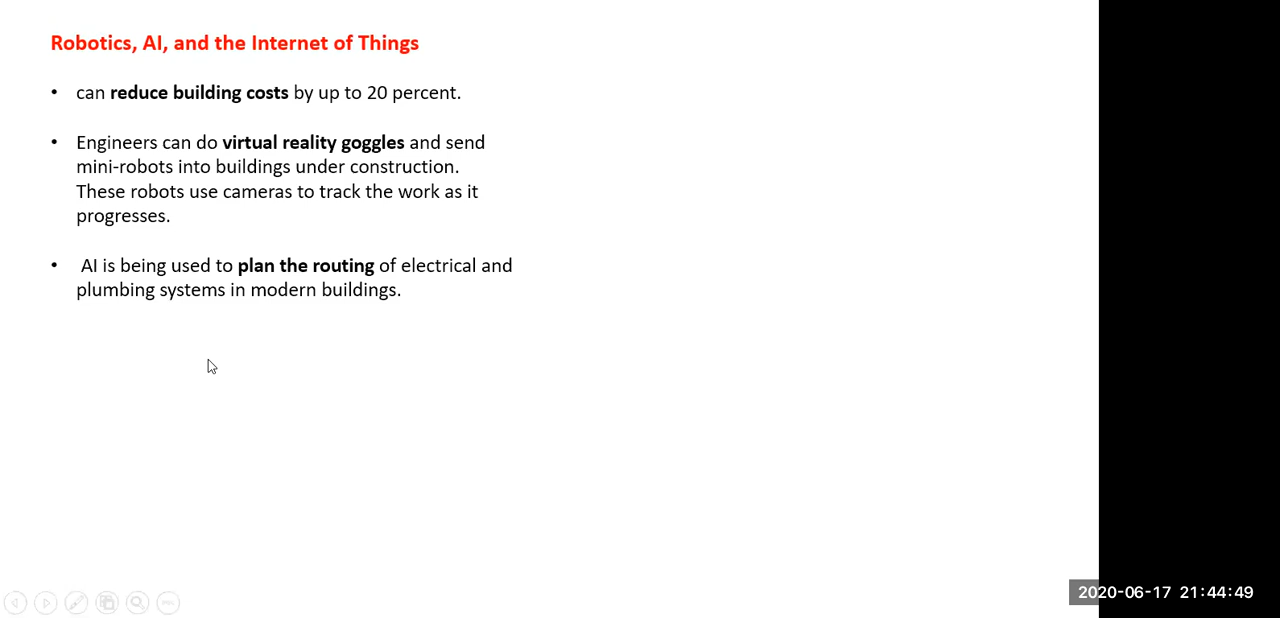 Robotics, AI, and the Internet of Things
• can reduce building costs by up to 20 percent.
• Engineers can do virtual reality goggles and send
mini-robots into buildings under construction.
These robots use cameras to track the work as it
progresses.
• AI is being used to plan the routing of electrical and
plumbing systems in modern buildings.
2020-06-17 21:44:49